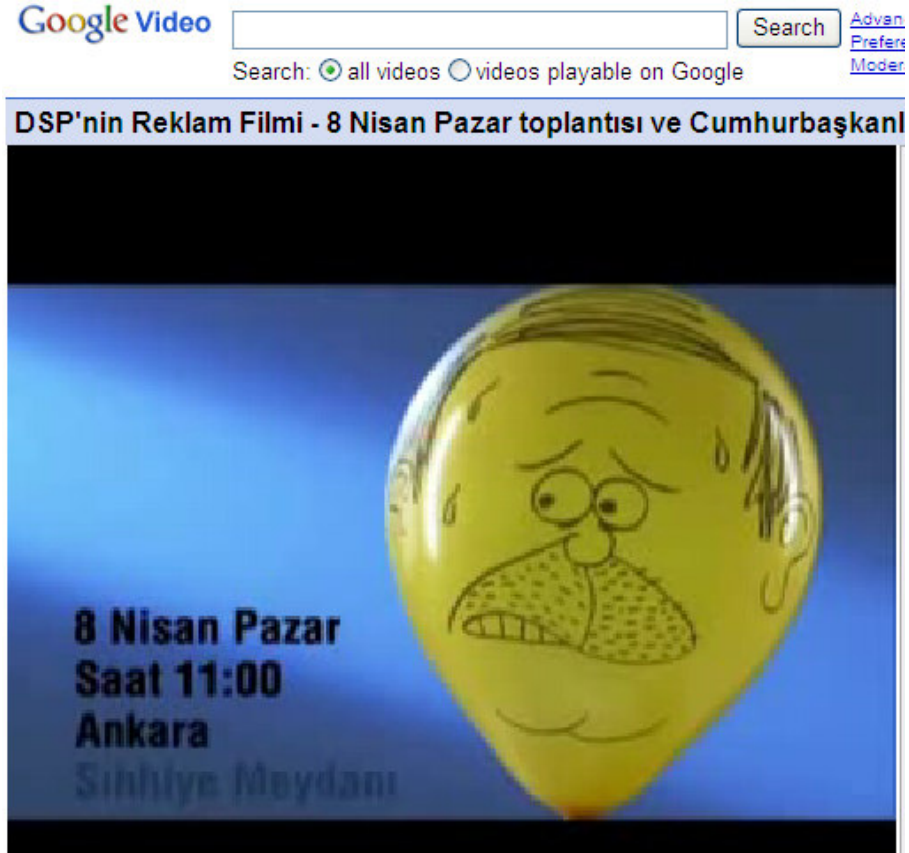 Google Video
Search
Search: all videos videos playable on Google
DSP'nin Reklam Filmi - 8 Nisan Pazar toplantısı ve
8 Nisan Pazar
Saat 11:00
Ankara
Sıhhiye Meydanı